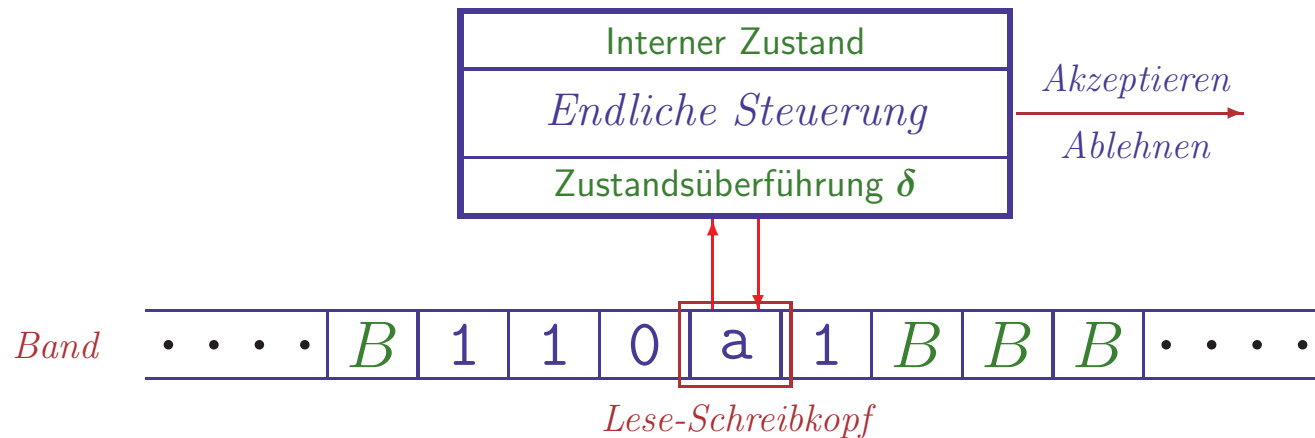 Interner Zustand
Endliche Steuerung
Zustandsüberführung δ
Akzeptieren
Ablehnen
Band · · · · B 1 1 0 a 1 B B B · · · ·
Lese-Schreibkopf